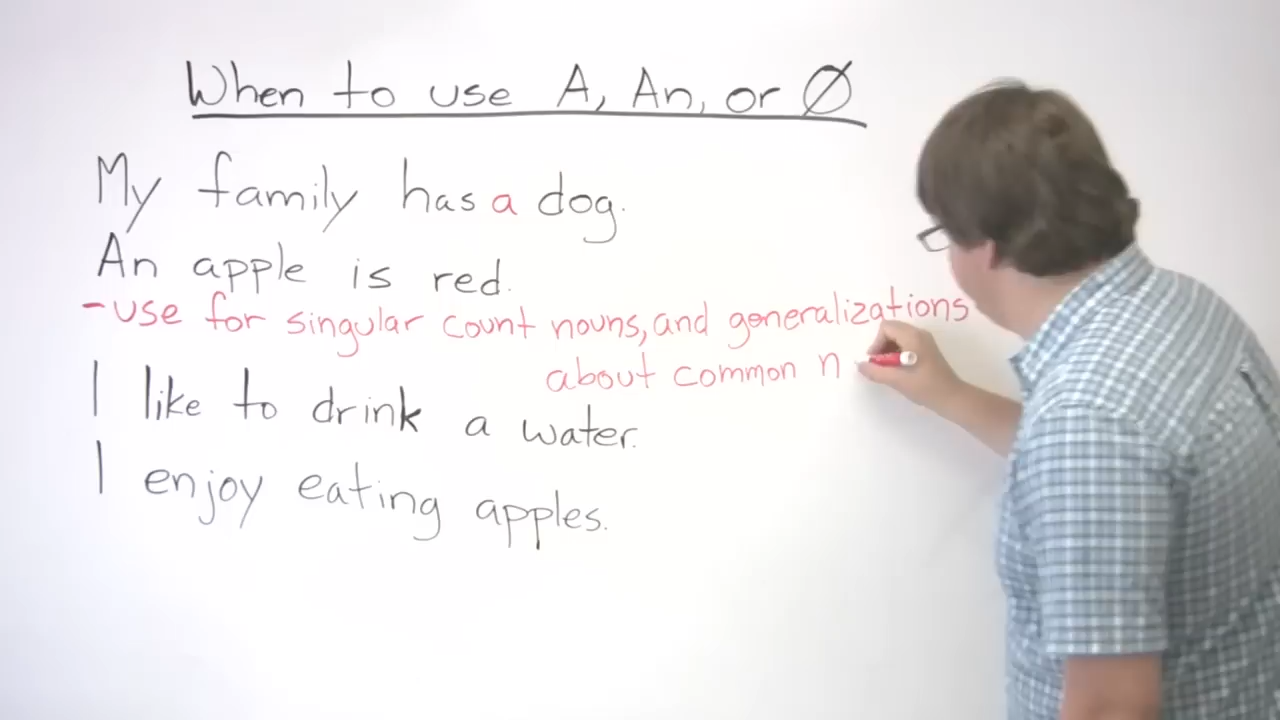 When to use A, An, or Ø
My family has a dog.
An apple is red.
-use for singular count nouns, and generalizations
about common n
I like to drink a water.
I enjoy eating apples.